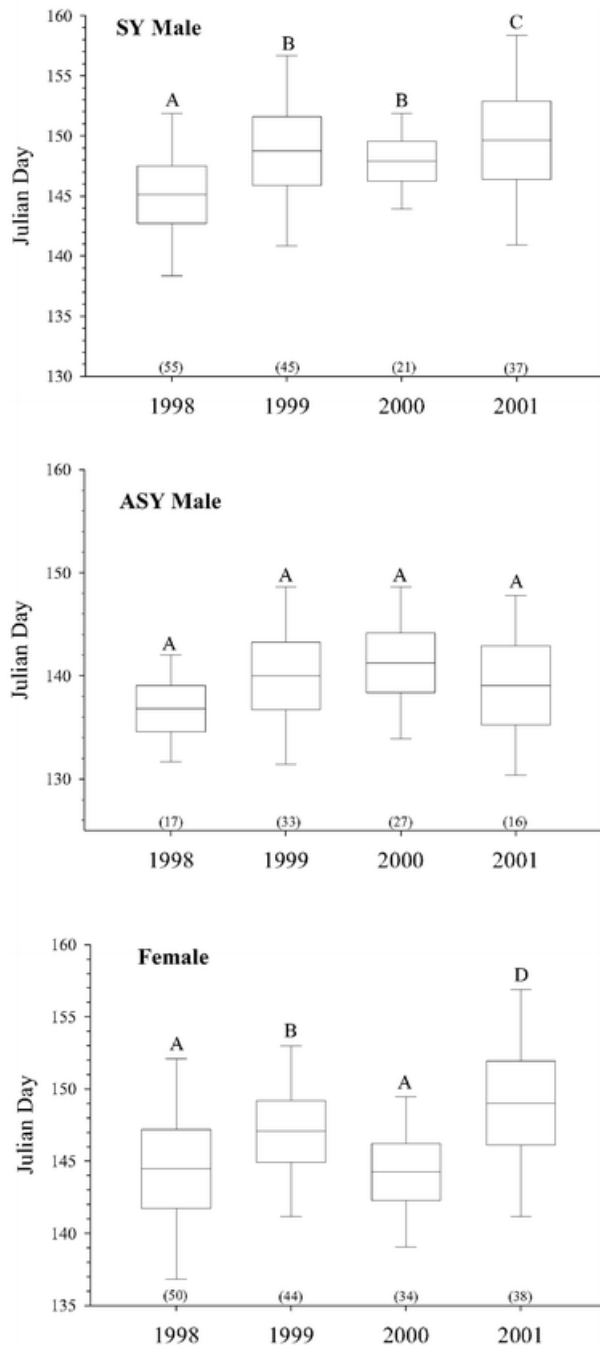 SY Male
160
155
150
145
140
135
130
Julian Day
A
B
B
C
(55)
(45)
(21)
(37)
1998
1999
2000
2001
ASY Male
160
150
140
130
Julian Day
A
A
A
A
(17)
(33)
(27)
(16)
1998
1999
2000
2001
Female
160
155
150
145
140
135
Julian Day
A
B
A
D
(50)
(44)
(34)
(38)
1998
1999
2000
2001